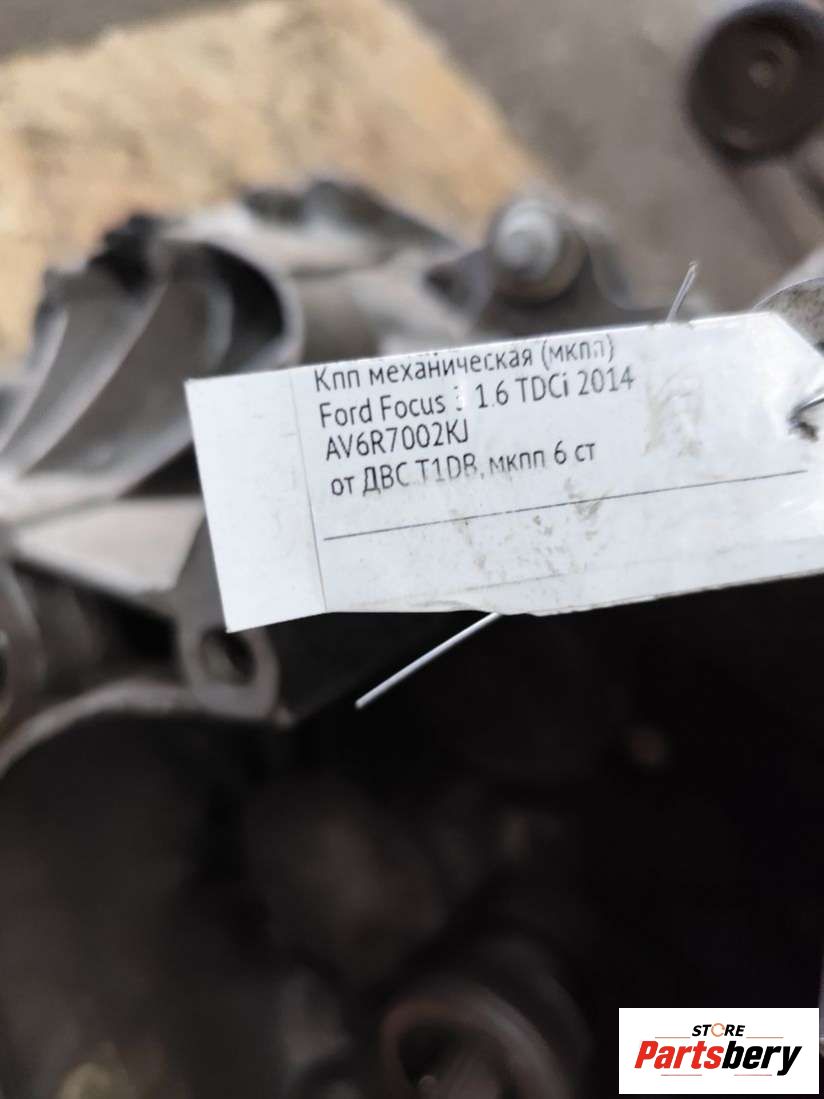 Кпп механическая (мкпп)
Ford Focus 1.6 TDCi 2014
AV6R7002KJ
от ДВС T1DB, мкпп 6 ст
STORE
Partsbery